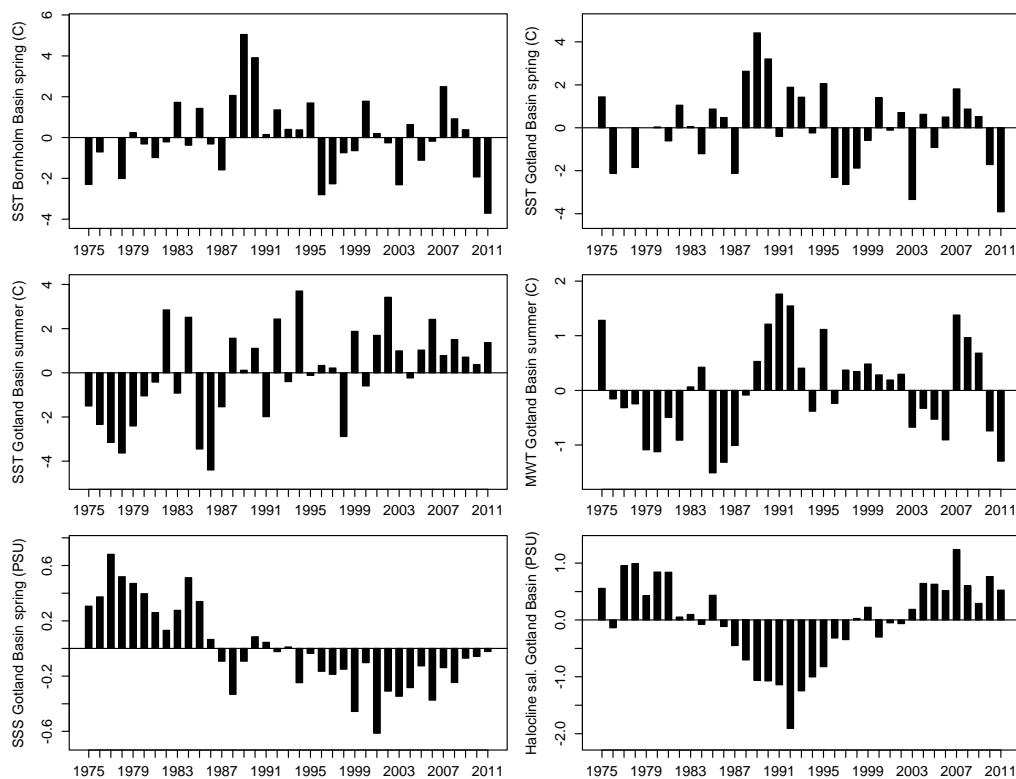 SST Bornholm Basin spring (C)
6
4
2
0
-2
-4
1975 1979 1983 1987 1991 1995 1999 2003 2007 2011
SST Gotland Basin spring (C)
4
2
0
-2
-4
1975 1979 1983 1987 1991 1995 1999 2003 2007 2011
SST Gotland Basin summer (C)
4
2
0
-2
-4
1975 1979 1983 1987 1991 1995 1999 2003 2007 2011
MWT Gotland Basin summer (C)
2
1
0
-1
1975 1979 1983 1987 1991 1995 1999 2003 2007 2011
SSS Gotland Basin spring (PSU)
0.6
0.2
-0.2
-0.6
1975 1979 1983 1987 1991 1995 1999 2003 2007 2011
Halocline sal. Gotland Basin (PSU)
1.0
0.0
-1.0
-2.0
1975 1979 1983 1987 1991 1995 1999 2003 2007 2011